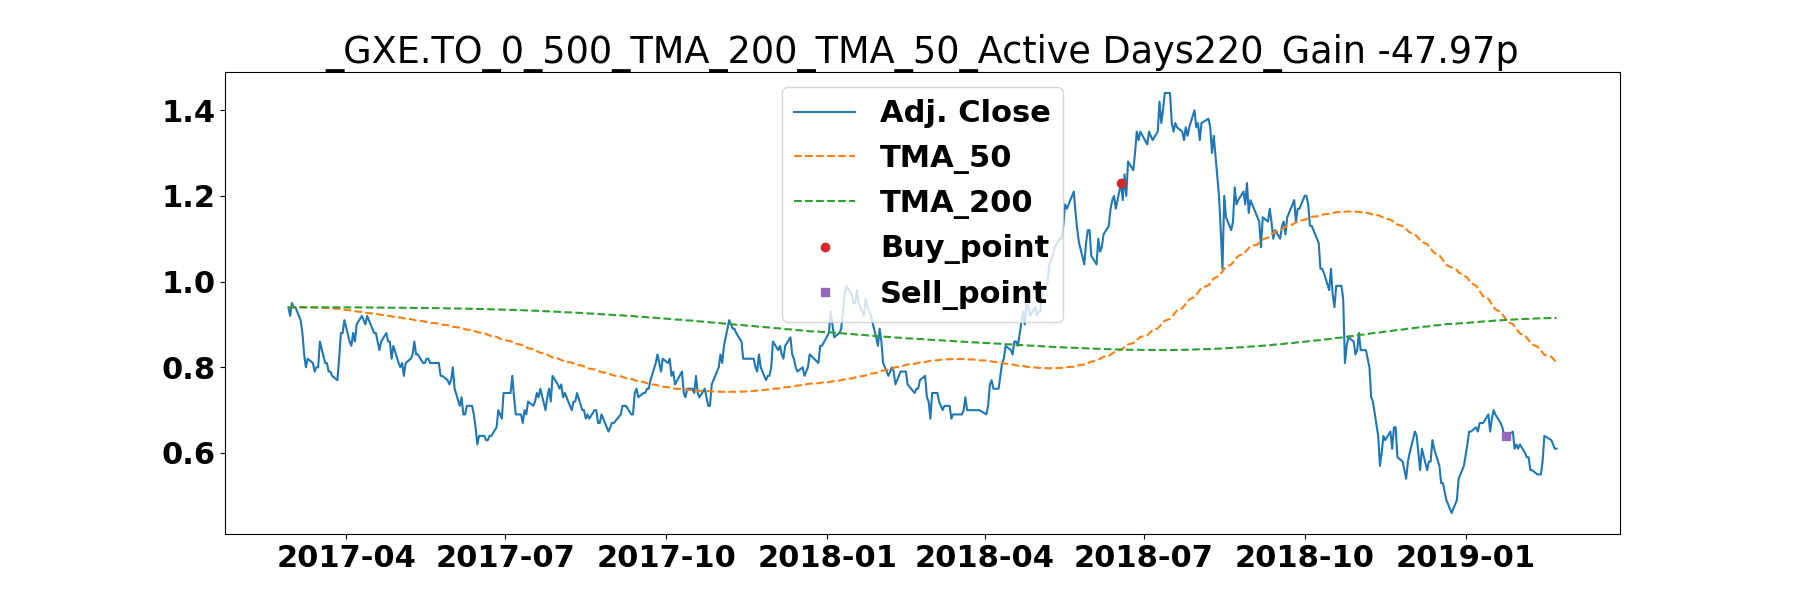 _GXE.TO_0_500_TMA_200_TMA_50_Active Days220_Gain -47.97p
1.4
1.2
1.0
0.8
0.6
Adj. Close
TMA_50
TMA_200
Buy_point
Sell_point
2017-04 2017-07 2017-10 2018-01 2018-04 2018-07 2018-10 2019-01